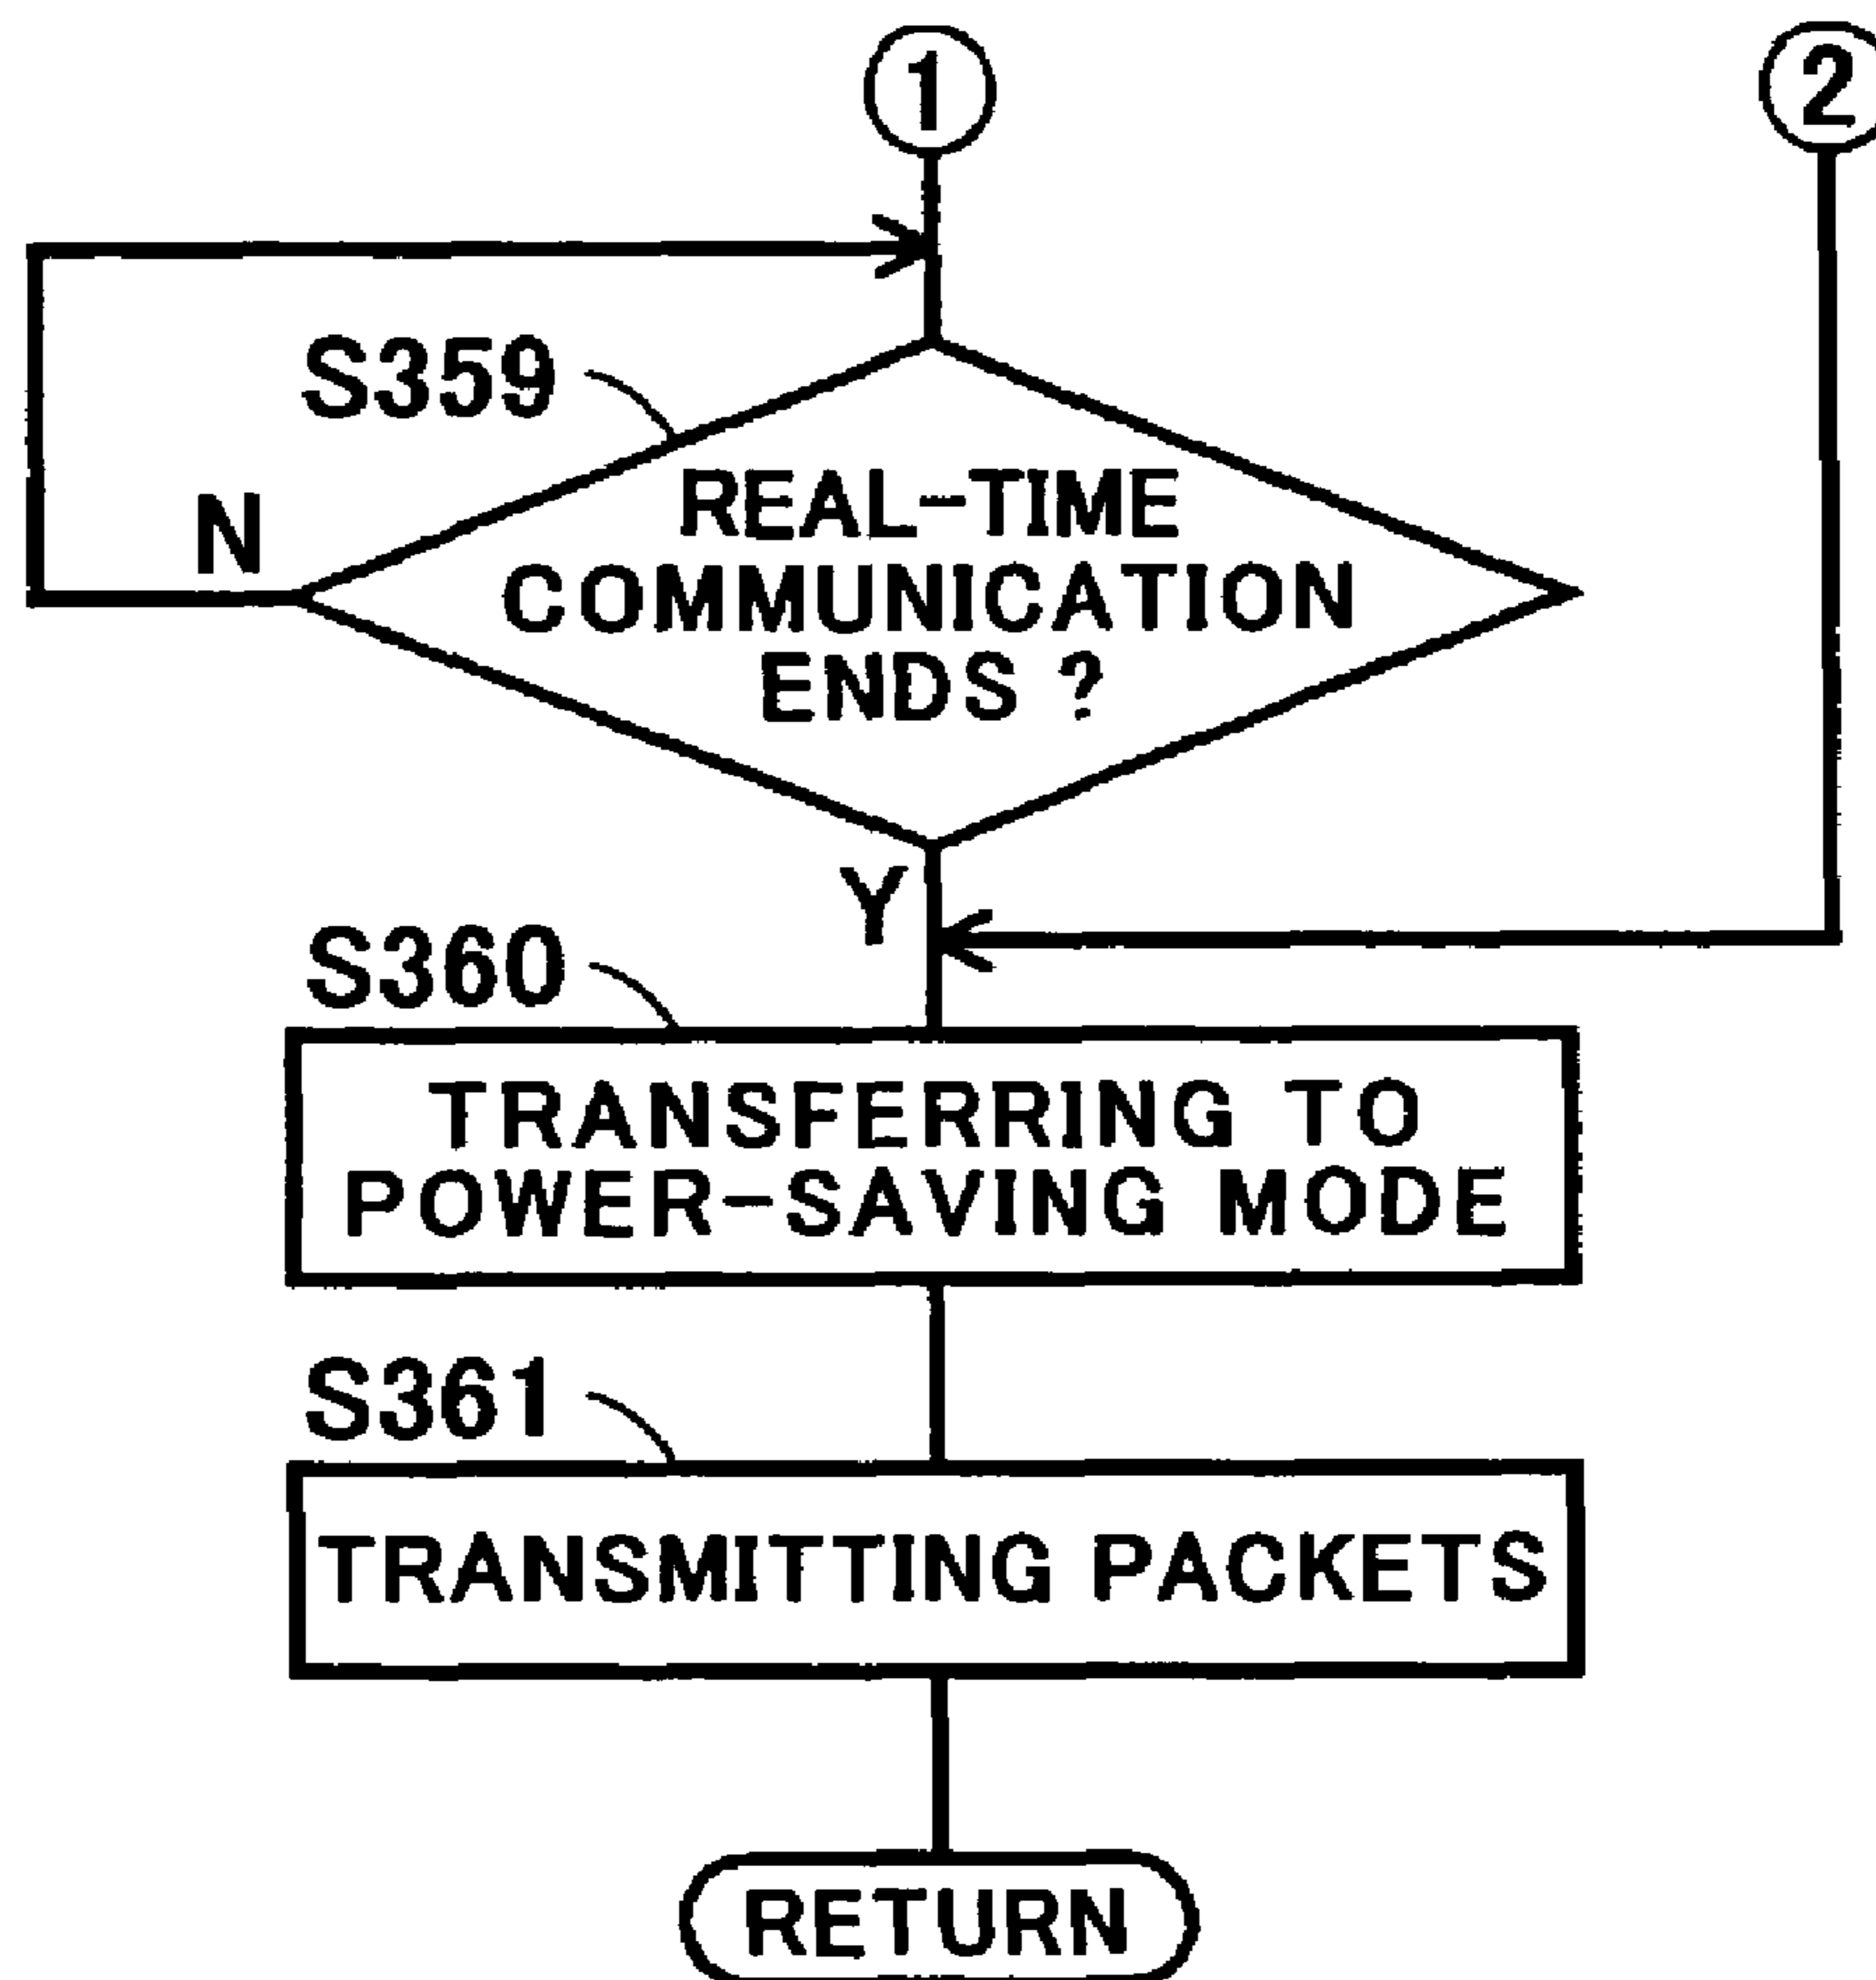 1
2
S359
REAL-TIME
COMMUNICATION
ENDS ?
N
Y
S360
TRANSFERRING TO
POWER-SAVING MODE
S361
TRANSMITTING PACKETS
RETURN